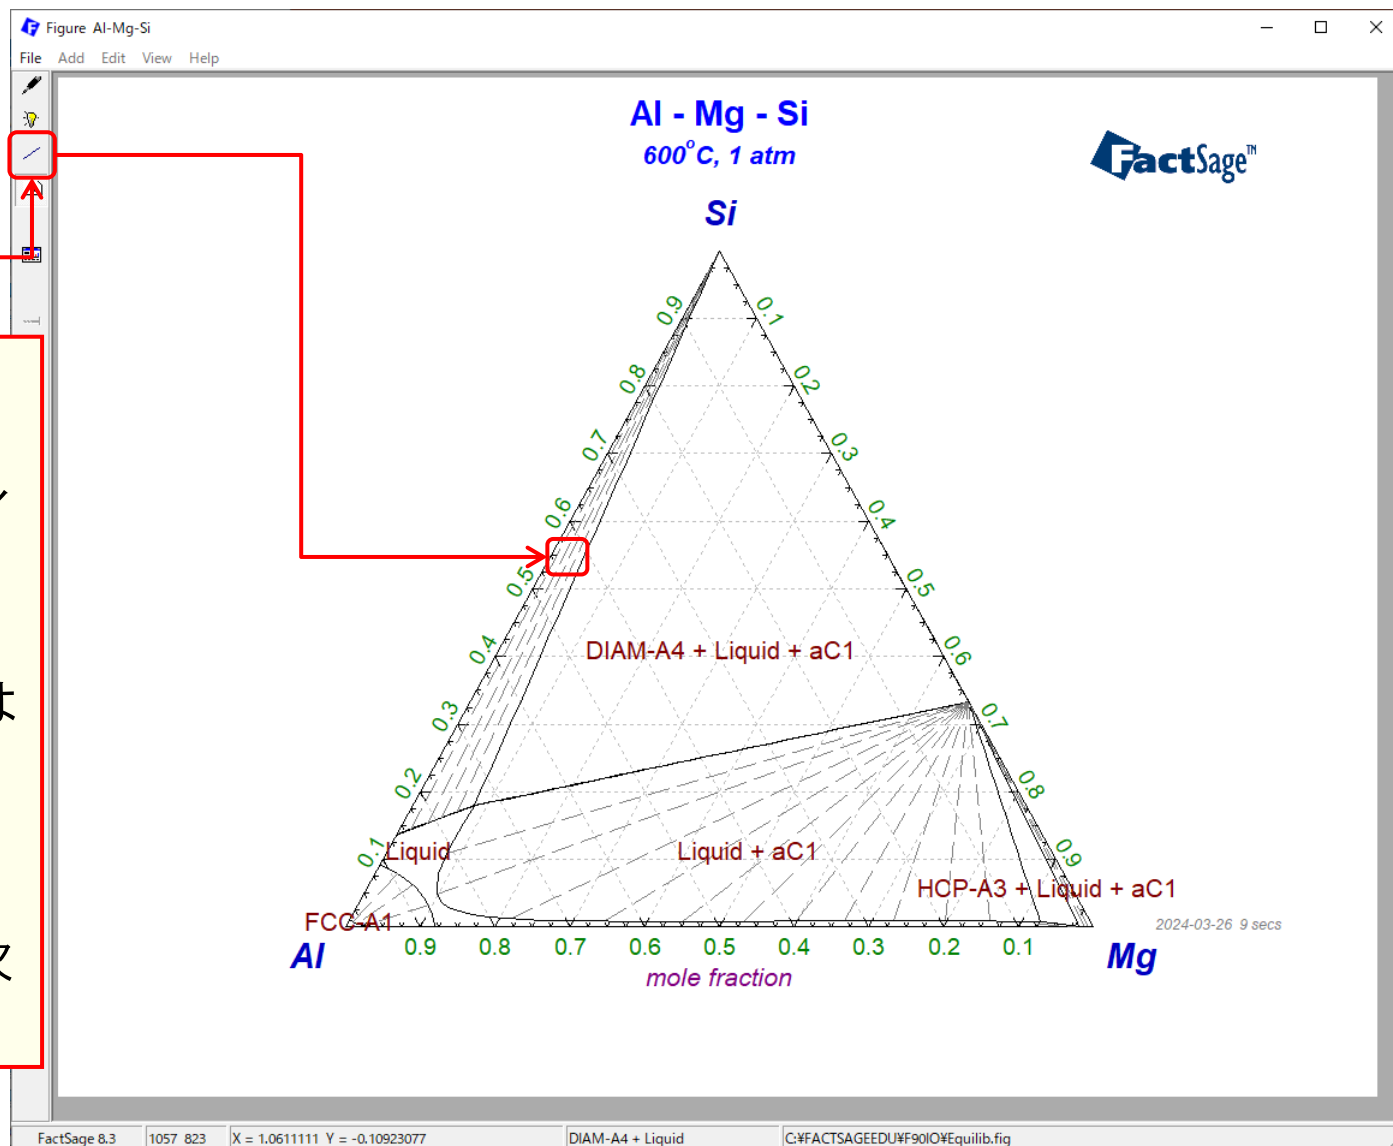 Figure Al-Mg-Si
File Add Edit View Help
Al - Mg - Si
600°C, 1 atm
FactSage™
Si
0.9 0.1
0.8 0.2
0.7 0.3
0.6 0.4
0.5 0.5
DIAM-A4 + Liquid + aC1
0.4 0.6
0.3 0.7
0.2 0.8
0.1 0.9
Liquid
Liquid + aC1
HCP-A3 + Liquid + aC1
FCC-A1
Al
0.9 0.8 0.7 0.6 0.5 0.4 0.3 0.2 0.1
Mg
mole fraction
2024-03-26 9 secs
は
次
FactSage 8.3 1057 823 X = 1.0611111 Y = -0.10923077 DIAM-A4 + Liquid C:¥FACTSAGEEDU¥F90IO¥Equilib.fig